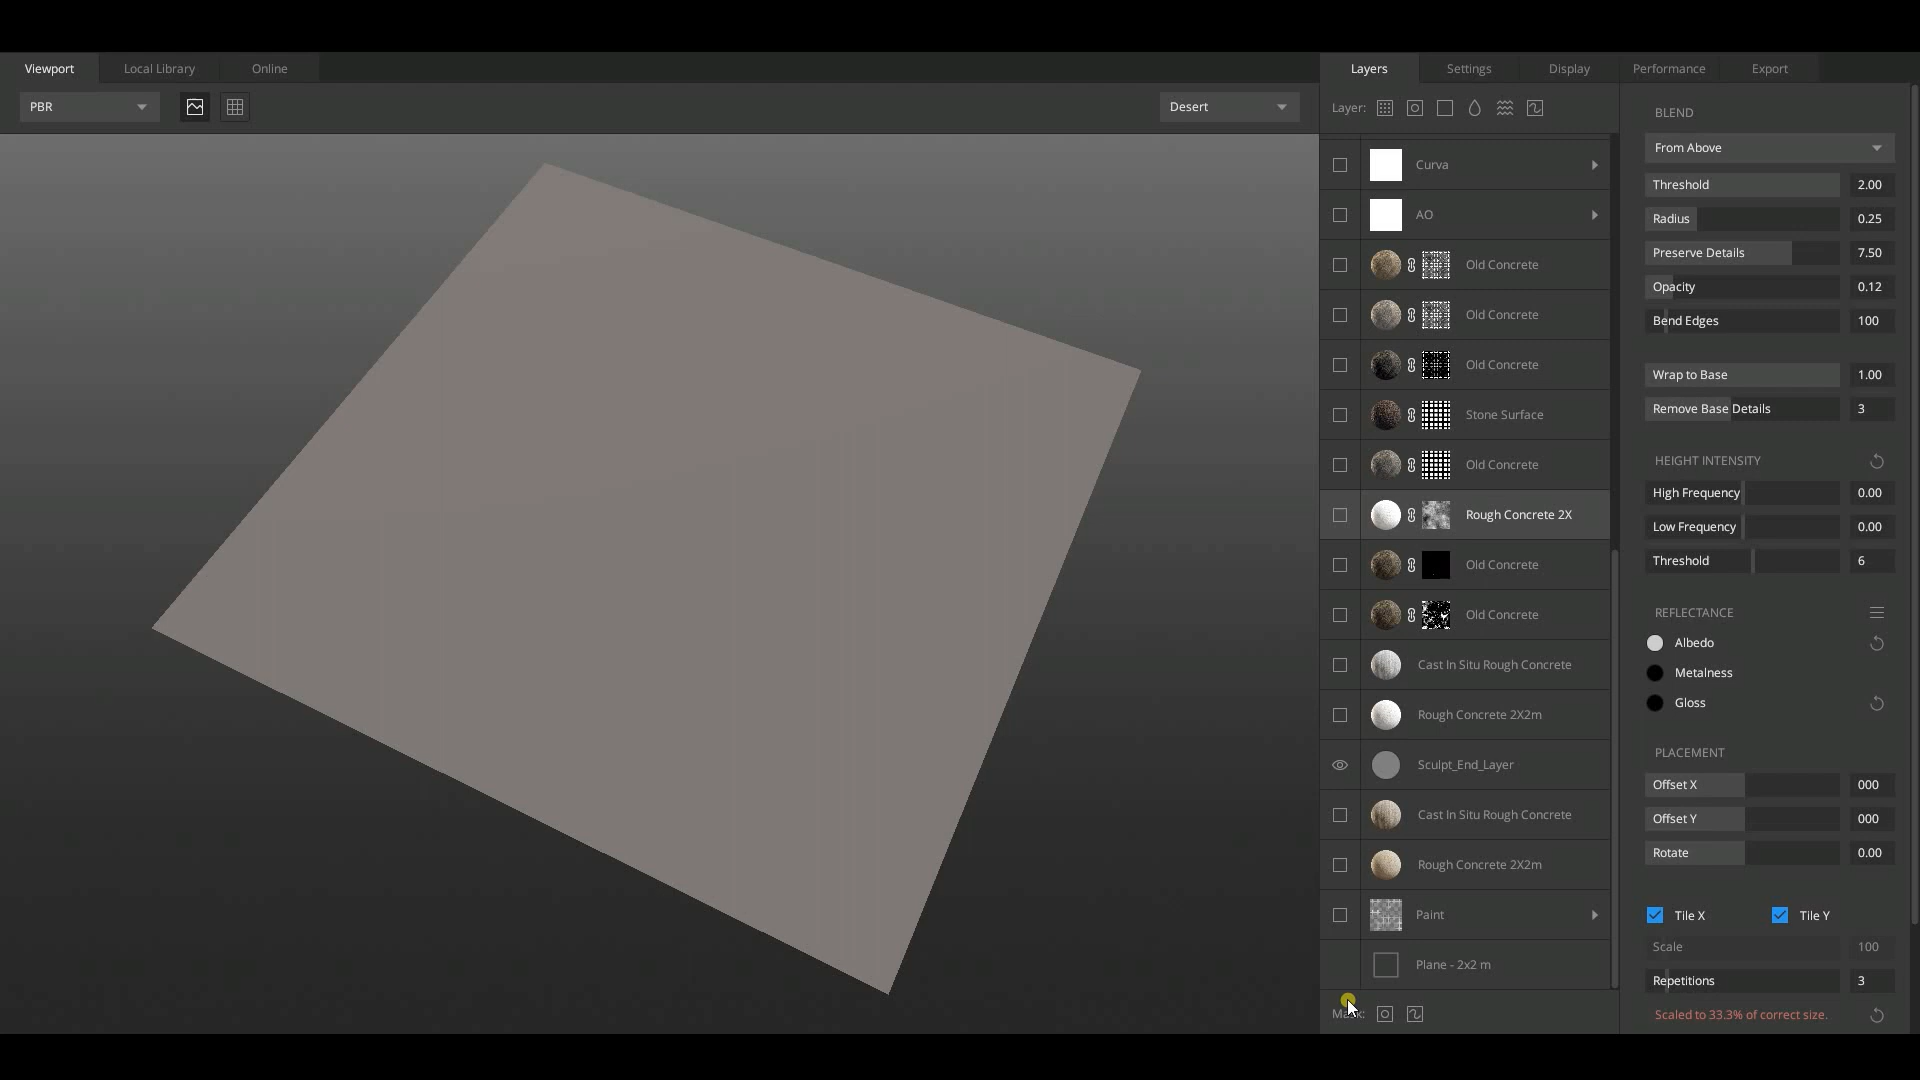 Viewport Local Library Online
PBR
Desert
Layers Settings Display Performance Export
Layer:
Curva
AO
Old Concrete
Old Concrete
Old Concrete
Stone Surface
Old Concrete
Rough Concrete 2X
Old Concrete
Old Concrete
Cast In Situ Rough Concrete
Rough Concrete 2X2m
Sculpt_End_Layer
Cast In Situ Rough Concrete
Rough Concrete 2X2m
Paint
Plane - 2x2 m
Mask:
BLEND
From Above
Threshold 2.00
Radius 0.25
Preserve Details 7.50
Opacity 0.12
Bend Edges 100
Wrap to Base 1.00
Remove Base Details 3
HEIGHT INTENSITY
High Frequency 0.00
Low Frequency 0.00
Threshold 6
REFLECTANCE
Albedo
Metalness
Gloss
PLACEMENT
Offset X 000
Offset Y 000
Rotate 0.00
Tile X Tile Y
Scale 100
Repetitions 3
Scaled to 33.3% of correct size.